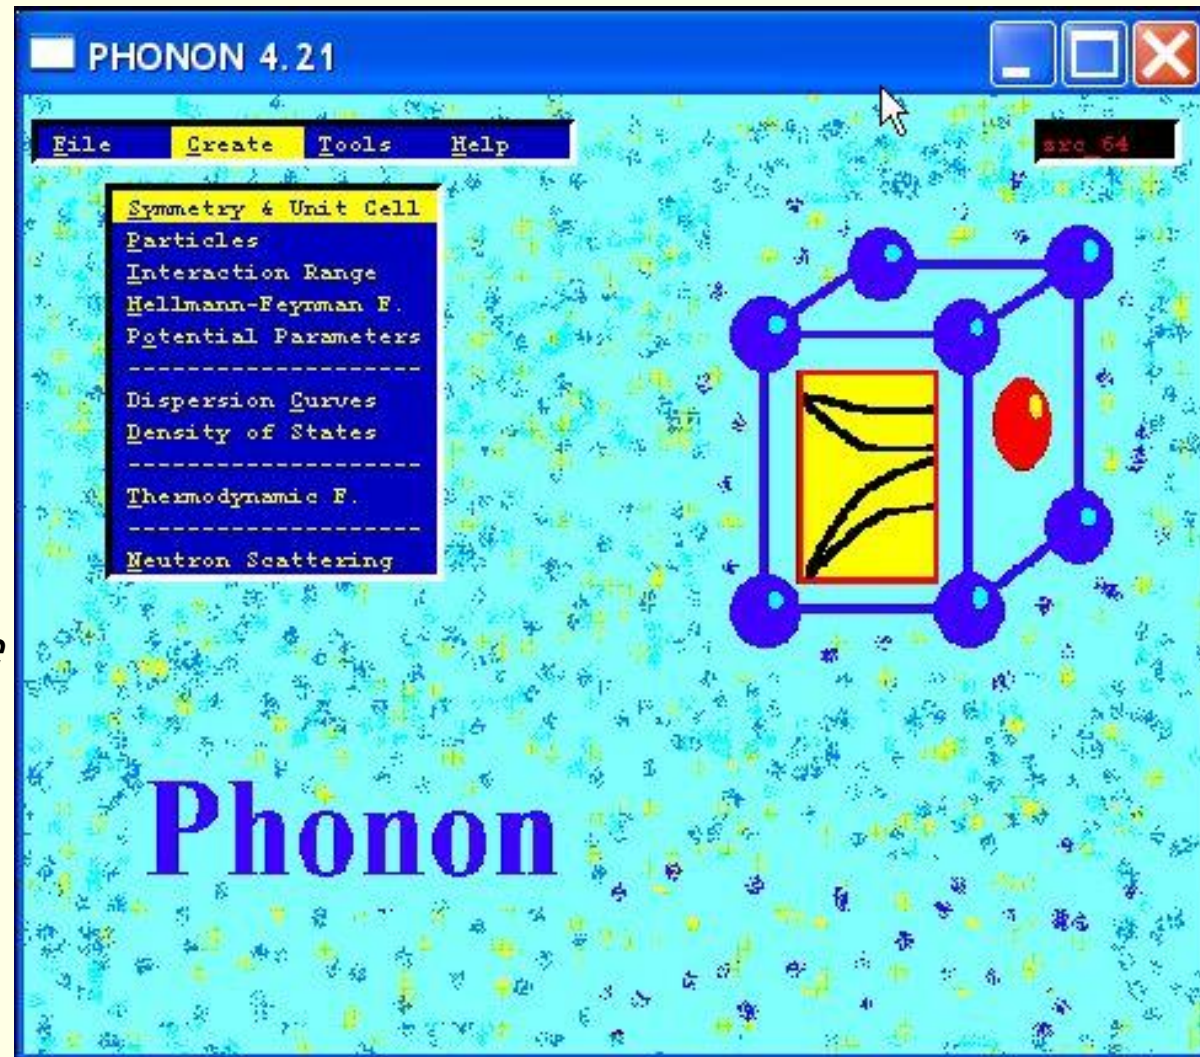 PHONON 4.21
File Create Tools Help
zrc_64
Symmetry & Unit Cell
Particles
Interaction Range
Hellmann-Feynman F.
Potential Parameters
--------------------
Dispersion Curves
Density of States
--------------------
Thermodynamic F.
--------------------
Neutron Scattering
Phonon